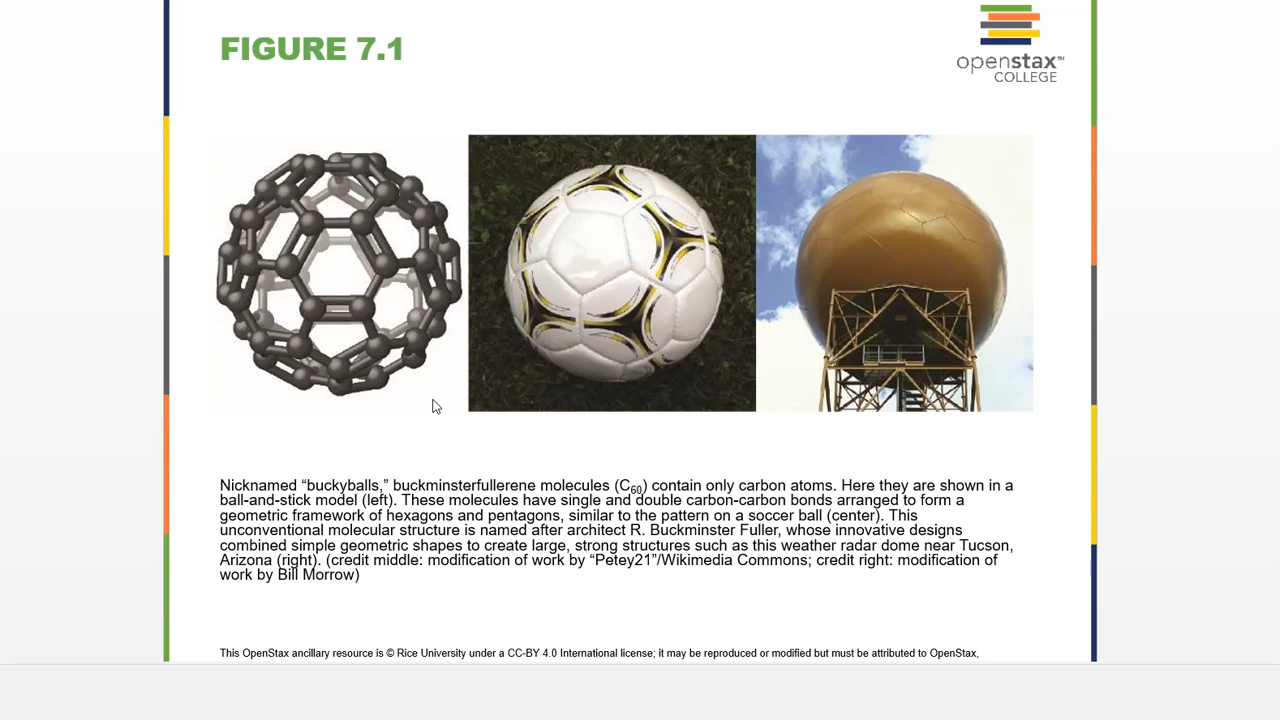 FIGURE 7.1
openstax™
COLLEGE
Nicknamed “buckyballs,” buckminsterfullerene molecules (C60) contain only carbon atoms. Here they are shown in a
ball-and-stick model (left). These molecules have single and double carbon-carbon bonds arranged to form a
geometric framework of hexagons and pentagons, similar to the pattern on a soccer ball (center). This
unconventional molecular structure is named after architect R. Buckminster Fuller, whose innovative designs
combined simple geometric shapes to create large, strong structures such as this weather radar dome near Tucson,
Arizona (right). (credit middle: modification of work by “Petey21”/Wikimedia Commons; credit right: modification of
work by Bill Morrow)
This OpenStax ancillary resource is © Rice University under a CC-BY 4.0 International license; it may be reproduced or modified but must be attributed to OpenStax,